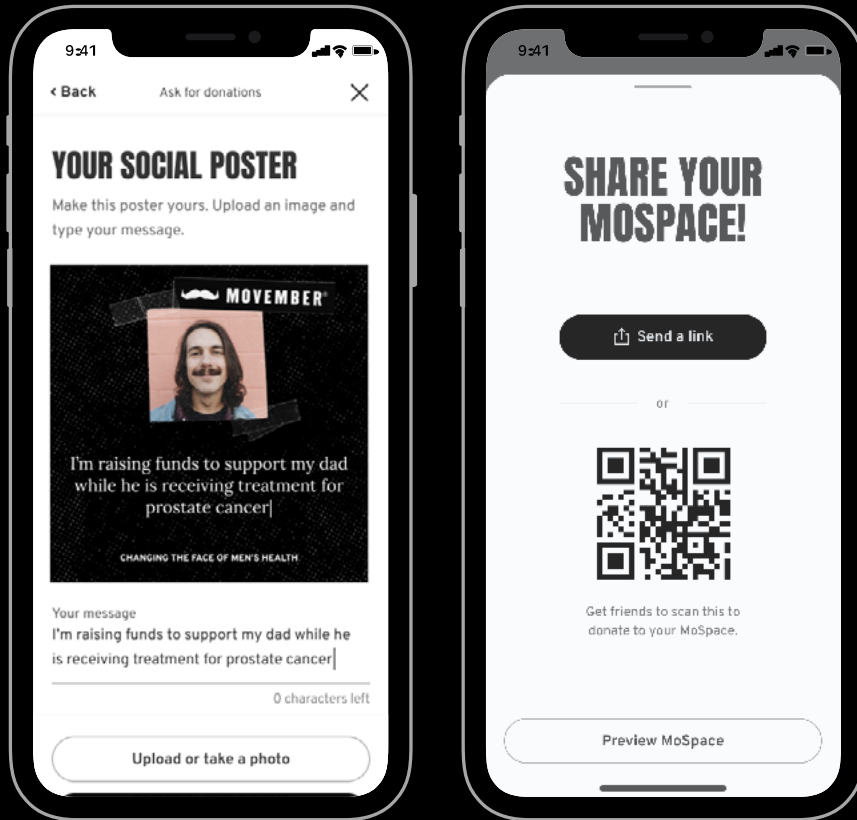 9:41
< Back
Ask for donations
YOUR SOCIAL POSTER
Make this poster yours. Upload an image and
type your message.
MOVEMBER®
I'm raising funds to support my dad
while he is receiving treatment for
prostate cancer
CHANGING THE FACE OF MEN'S HEALTH
Your message
I'm raising funds to support my dad while he
is receiving treatment for prostate cancer
0 characters left
Upload or take a photo
9:41
SHARE YOUR
MOSPACE!
Send a link
or
Get friends to scan this to
donate to your MoSpace.
Preview MoSpace